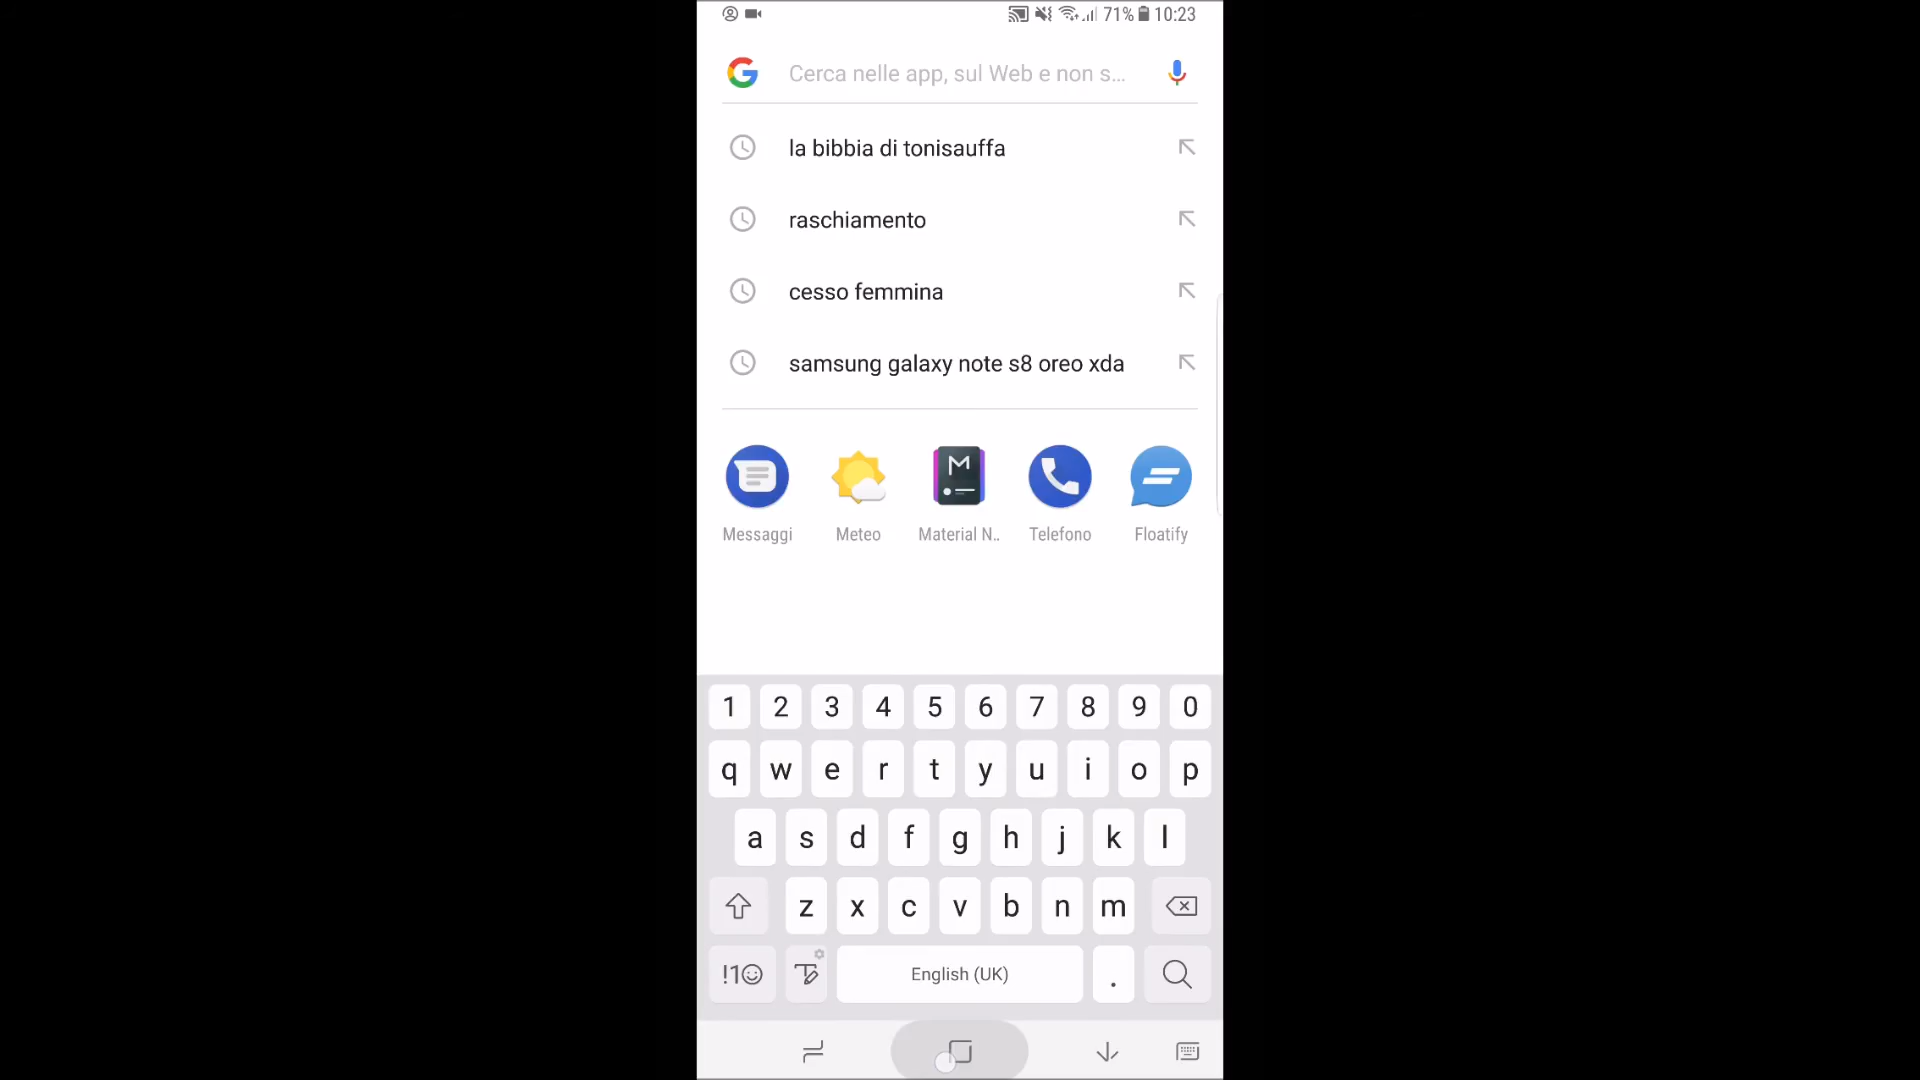 71% 10:23
Cerca nelle app, sul Web e non s...
la bibbia di tonisauffa
raschiamento
cesso femmina
samsung galaxy note s8 oreo xda
Messaggi Meteo Material N.. Telefono Floatify
1 2 3 4 5 6 7 8 9 0
q w e r t y u i o p
a s d f g h j k l
z x c v b n m
!1☺ English (UK) .